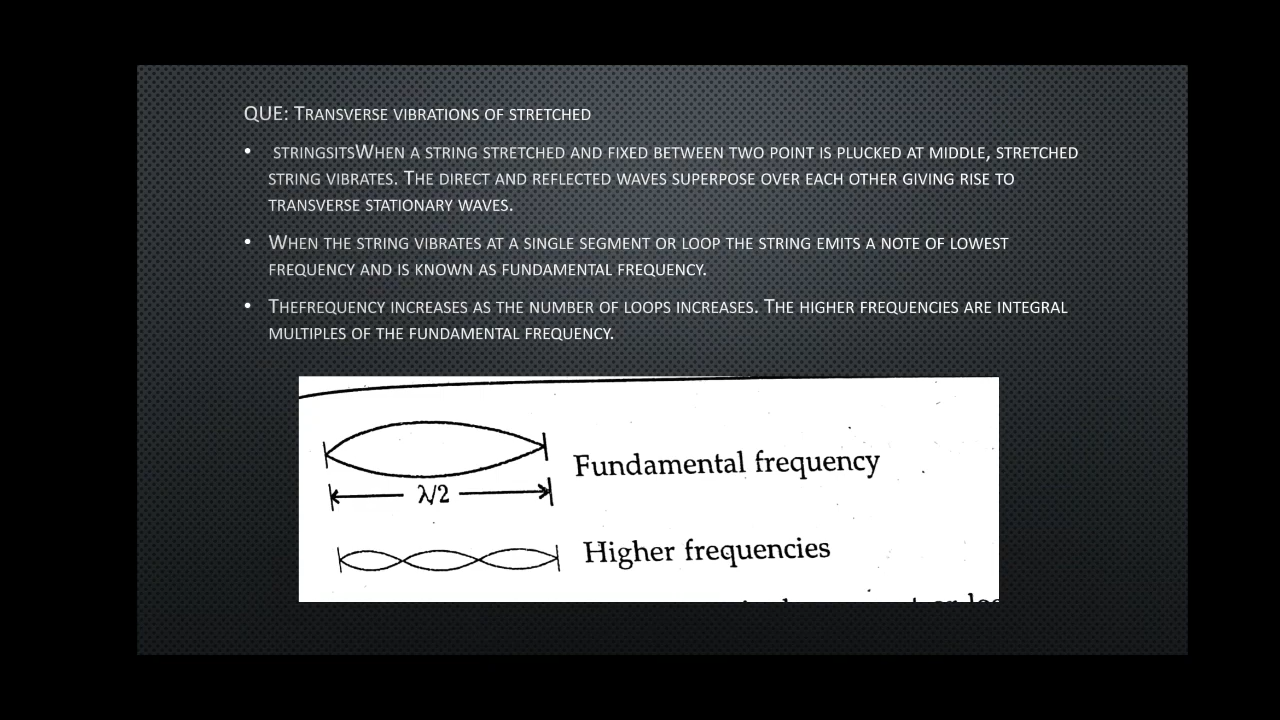 QUE: TRANSVERSE VIBRATIONS OF STRETCHED
• STRINGSITSWHEN A STRING STRETCHED AND FIXED BETWEEN TWO POINT IS PLUCKED AT MIDDLE, STRETCHED
STRING VIBRATES. THE DIRECT AND REFLECTED WAVES SUPERPOSE OVER EACH OTHER GIVING RISE TO
TRANSVERSE STATIONARY WAVES.
• WHEN THE STRING VIBRATES AT A SINGLE SEGMENT OR LOOP THE STRING EMITS A NOTE OF LOWEST
FREQUENCY AND IS KNOWN AS FUNDAMENTAL FREQUENCY.
• THEFREQUENCY INCREASES AS THE NUMBER OF LOOPS INCREASES. THE HIGHER FREQUENCIES ARE INTEGRAL
MULTIPLES OF THE FUNDAMENTAL FREQUENCY.
Fundamental frequency
λ/2
Higher frequencies